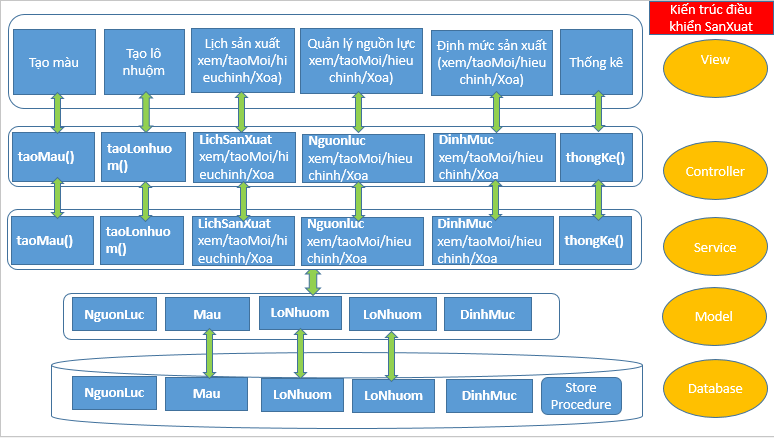 Kiến trúc điều
khiển SanXuat
Tạo màu
Tạo lô
nhuộm
Lịch sản xuất
xem/taoMoi/hi
euchinh/Xoa)
Quản lý nguồn lực
xem/taoMoi/hieu
chinh/Xoa)
Định mức sản xuất
(xem/taoMoi/hieu
chinh/Xoa)
Thống kê
View
taoMau()
taoLonhuo
m()
LichSanXuat
xem/taoMoi/hi
euchinh/Xoa
Nguonluc
xem/taoMoi/hieu
chinh/Xoa
DinhMuc
xem/taoMoi/hieu
chinh/Xoa
thongKe()
Controller
taoMau()
taoLonhuo
m()
LichSanXuat
xem/taoMoi/hi
euchinh/Xoa
Nguonluc
xem/taoMoi/hieu
chinh/Xoa
DinhMuc
xem/taoMoi/hieu
chinh/Xoa
thongKe()
Service
NguonLuc
Mau
LoNhuom
LoNhuom
DinhMuc
Model
NguonLuc
Mau
LoNhuom
LoNhuom
DinhMuc
Store
Procedure
Database